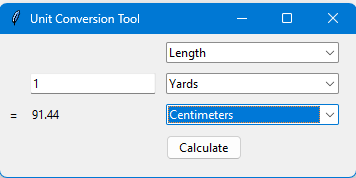 Unit Conversion Tool
Length
1 Yards
= 91.44 Centimeters
Calculate